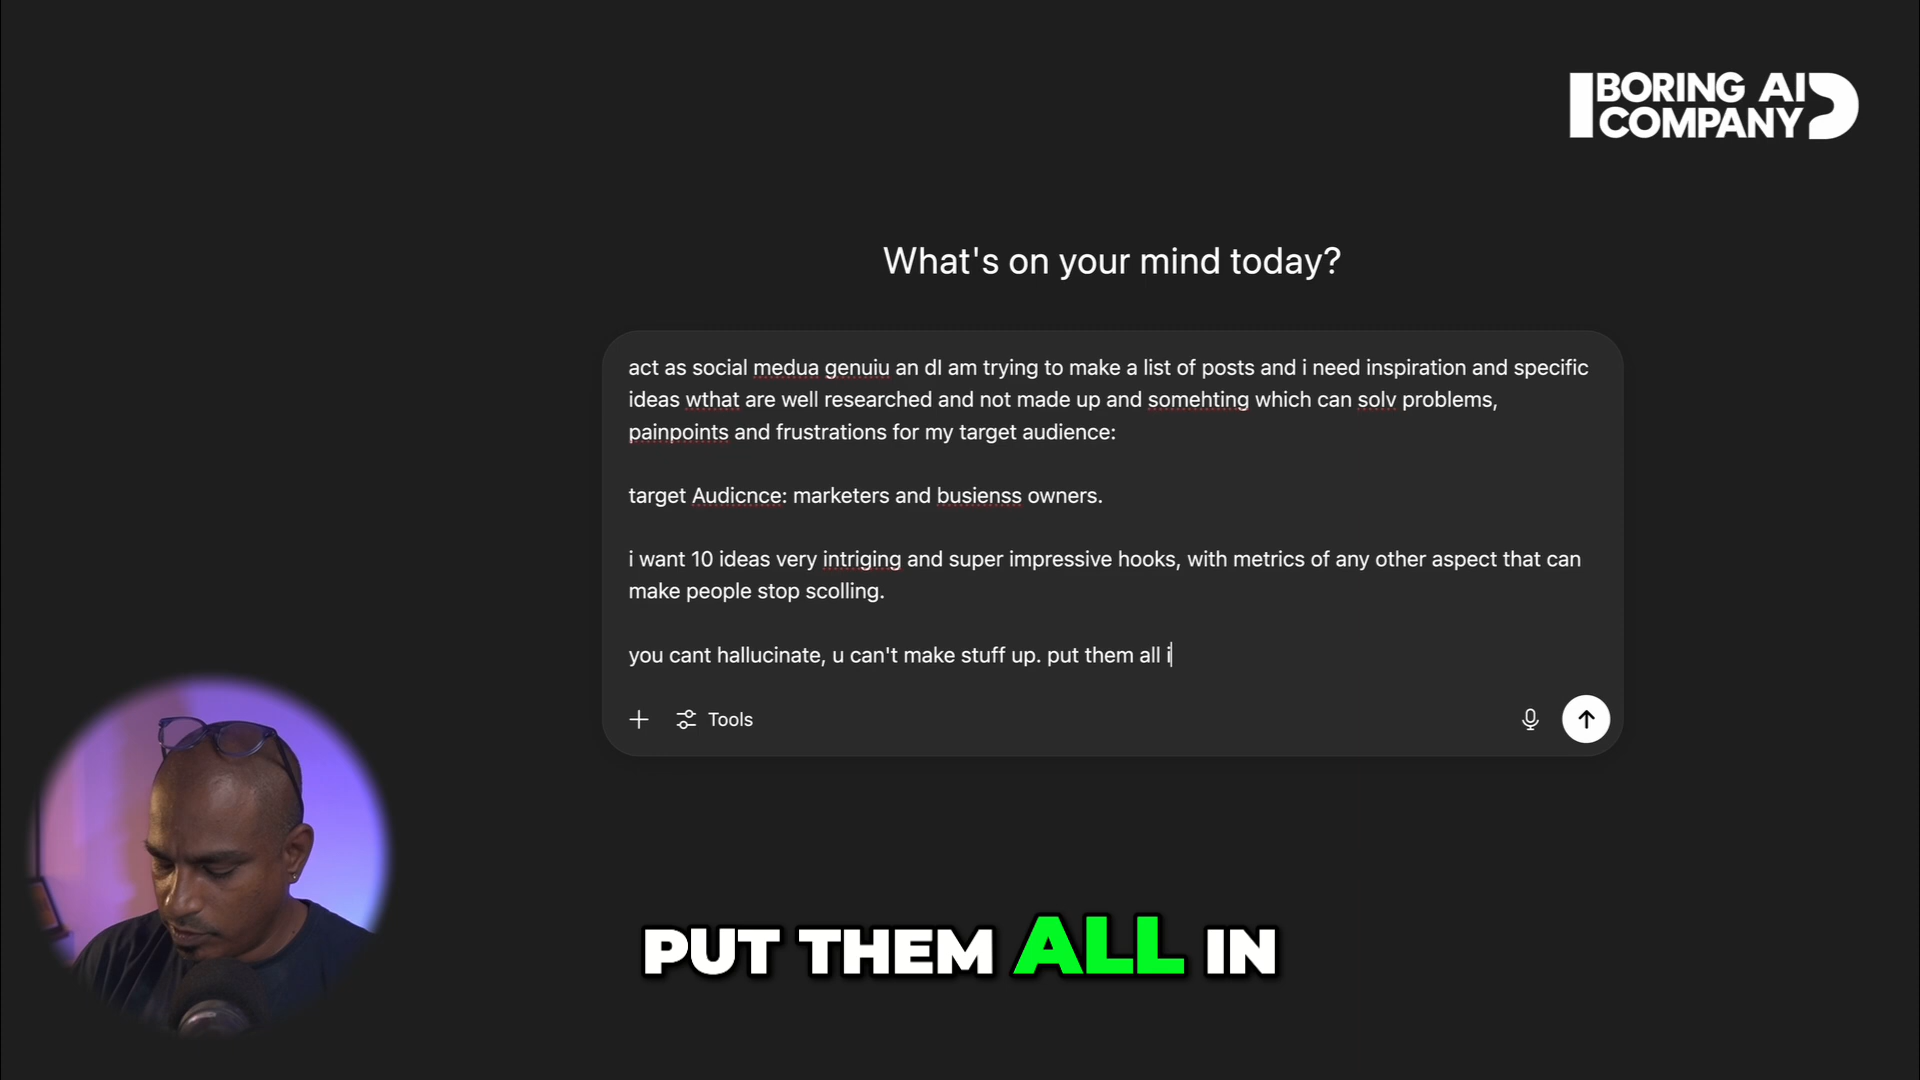 BORING AI
COMPANY
What's on your mind today?
act as social medua genuiu an dI am trying to make a list of posts and i need inspiration and specific
ideas wthat are well researched and not made up and somehting which can solv problems,
painpoints and frustrations for my target audience:
target Audicnce: marketers and busienss owners.
i want 10 ideas very intriging and super impressive hooks, with metrics of any other aspect that can
make people stop scolling.
you cant hallucinate, u can't make stuff up. put them all i
Tools
PUT THEM ALL IN